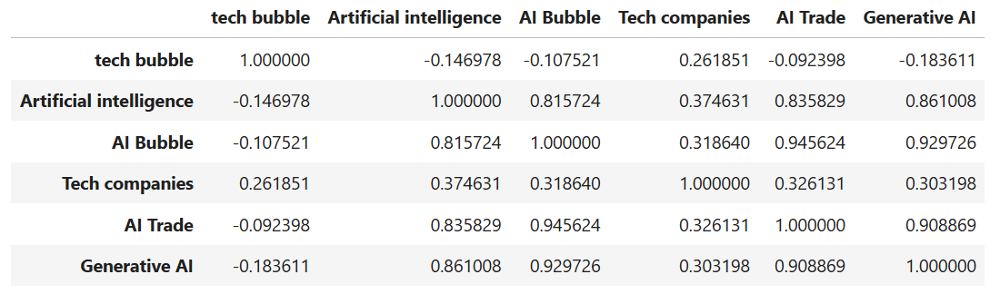 tech bubble Artificial intelligence AI Bubble Tech companies AI Trade Generative AI
tech bubble 1.000000 -0.146978 -0.107521 0.261851 -0.092398 -0.183611
Artificial intelligence -0.146978 1.000000 0.815724 0.374631 0.835829 0.861008
AI Bubble -0.107521 0.815724 1.000000 0.318640 0.945624 0.929726
Tech companies 0.261851 0.374631 0.318640 1.000000 0.326131 0.303198
AI Trade -0.092398 0.835829 0.945624 0.326131 1.000000 0.908869
Generative AI -0.183611 0.861008 0.929726 0.303198 0.908869 1.000000